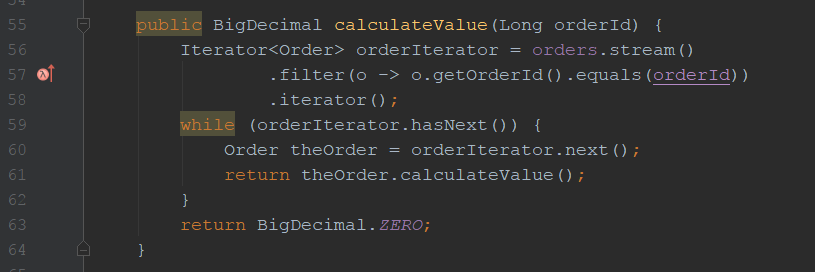 55 public BigDecimal calculateValue(Long orderId) {
56 Iterator<Order> orderIterator = orders.stream()
57 .filter(o -> o.getOrderId().equals(orderId))
58 .iterator();
59 while (orderIterator.hasNext()) {
60 Order theOrder = orderIterator.next();
61 return theOrder.calculateValue();
62 }
63 return BigDecimal.ZERO;
64 }